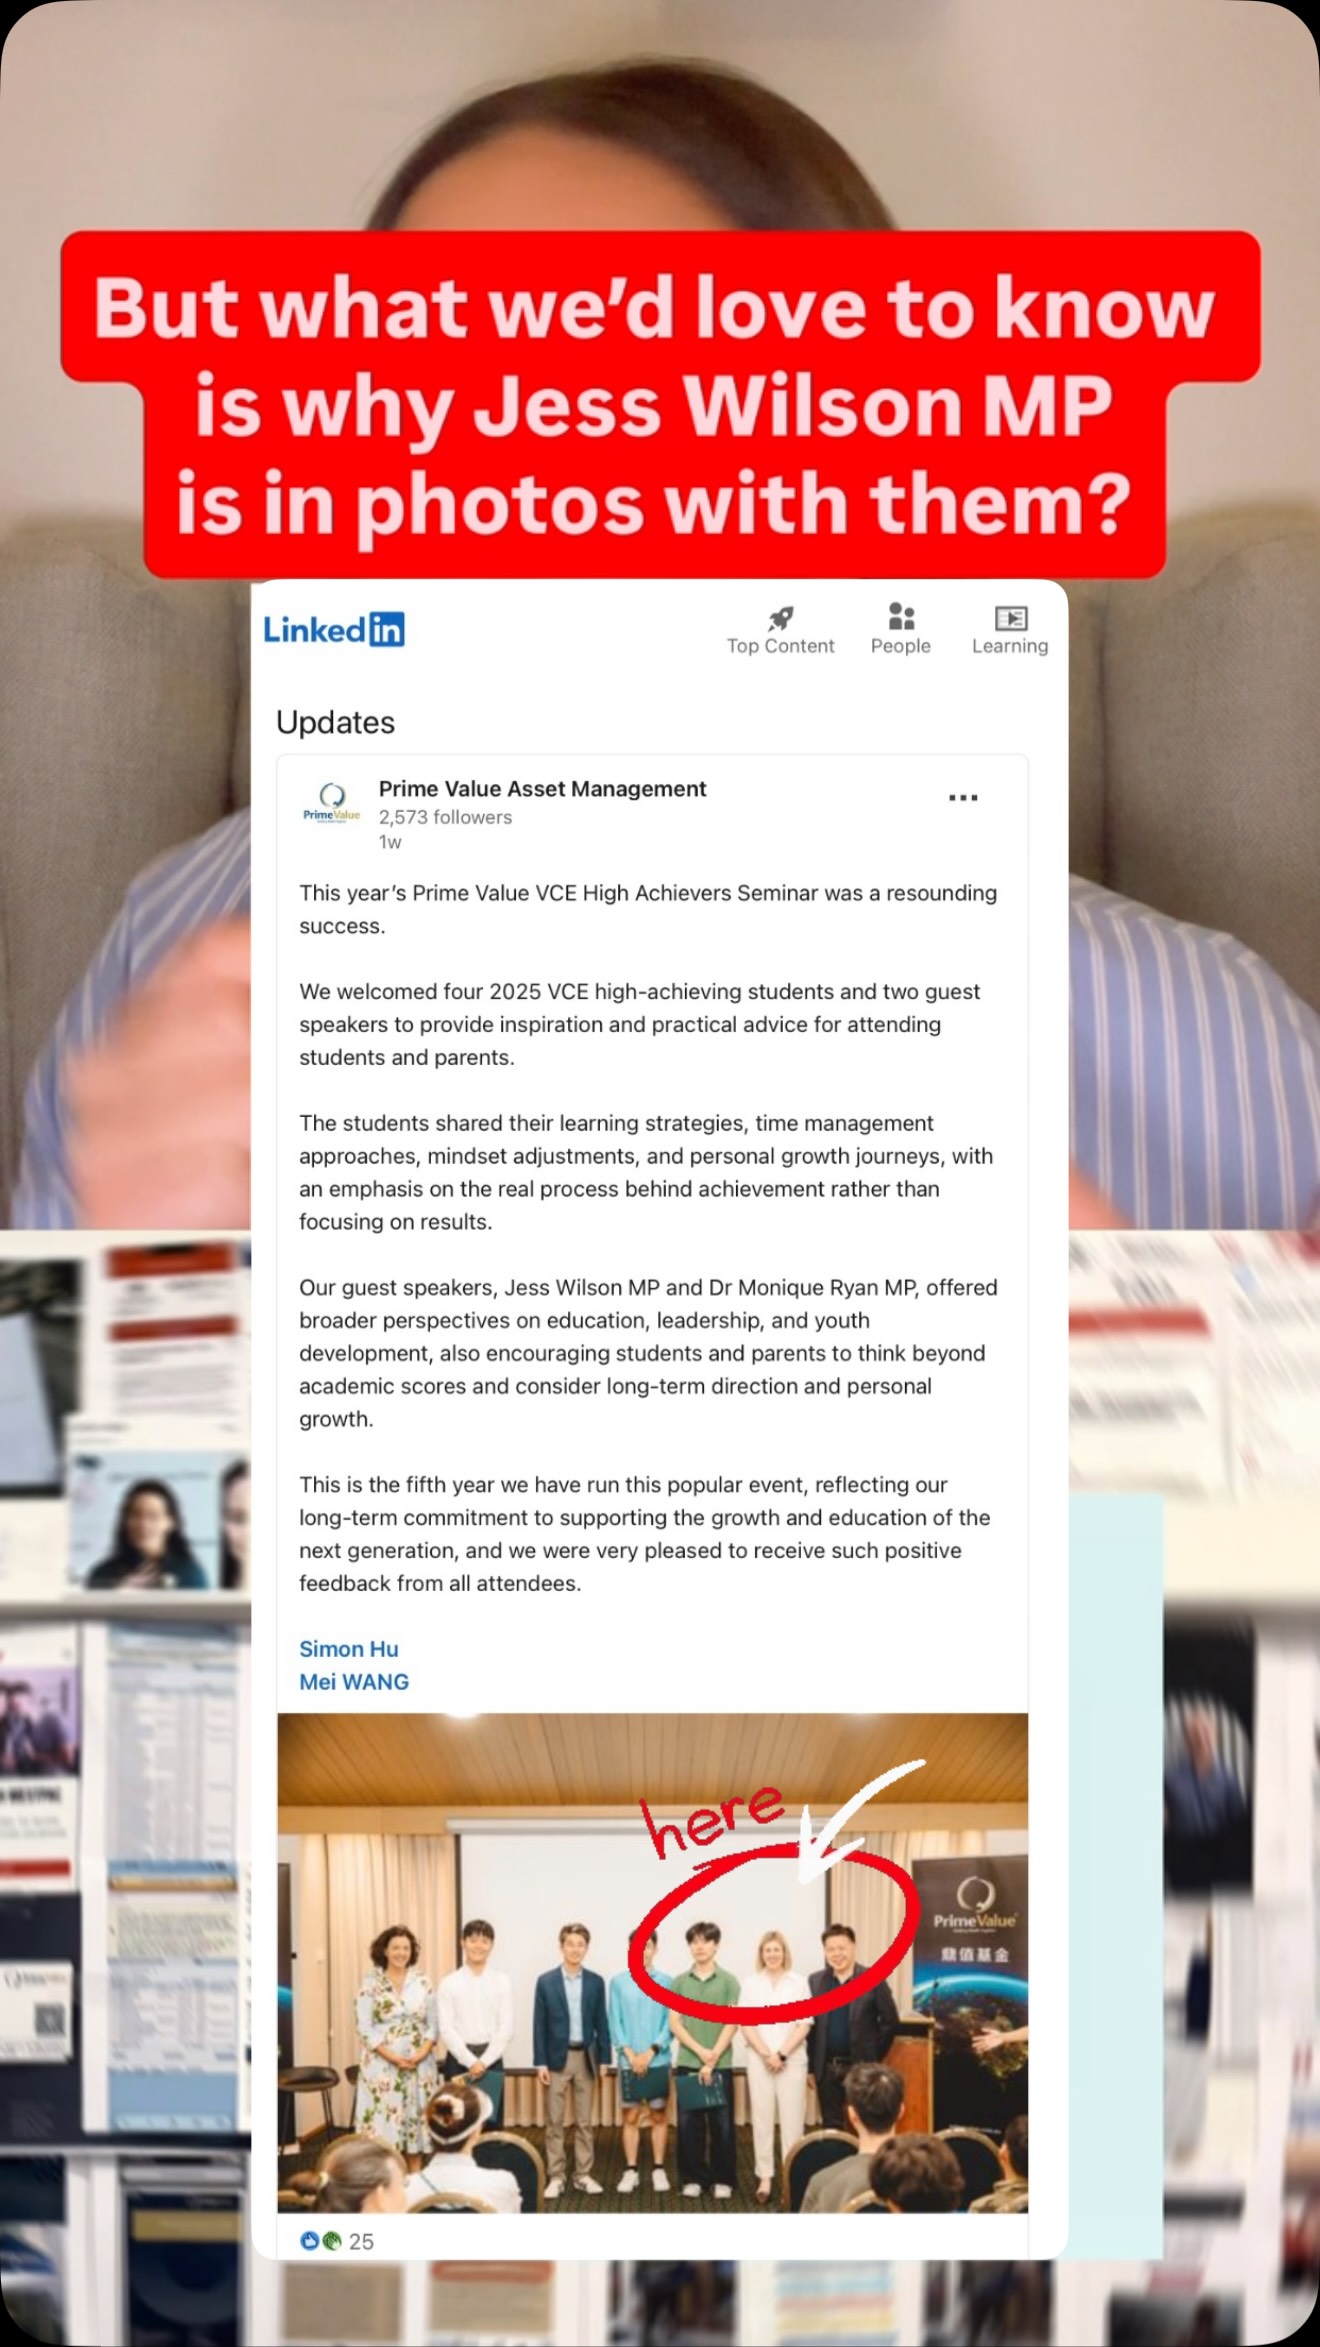 But what we'd love to know
is why Jess Wilson MP
is in photos with them?
LinkedIn
Top Content
People
Learning
Updates
Prime Value Asset Management
2,573 followers
1w
This year's Prime Value VCE High Achievers Seminar was a resounding
success.
We welcomed four 2025 VCE high-achieving students and two guest
speakers to provide inspiration and practical advice for attending
students and parents.
The students shared their learning strategies, time management
approaches, mindset adjustments, and personal growth journeys, with
an emphasis on the real process behind achievement rather than
focusing on results.
Our guest speakers, Jess Wilson MP and Dr Monique Ryan MP, offered
broader perspectives on education, leadership, and youth
development, also encouraging students and parents to think beyond
academic scores and consider long-term direction and personal
growth.
This is the fifth year we have run this popular event, reflecting our
long-term commitment to supporting the growth and education of the
next generation, and we were very pleased to receive such positive
feedback from all attendees.
Simon Hu
Mei WANG
here
PrimeValue
鼎值基金
25